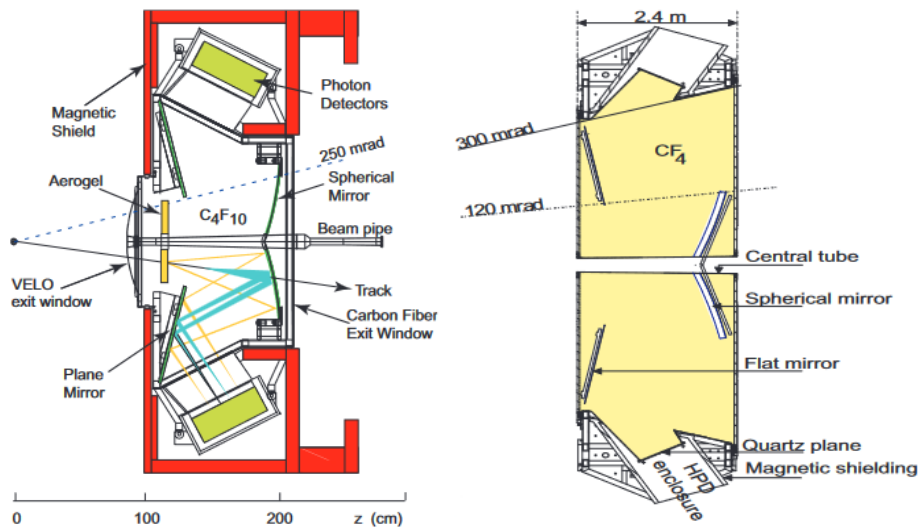 Magnetic
Shield
Aerogel
VELO
exit window
Plane
Mirror
Photon
Detectors
250 mrad
Spherical
Mirror
C4F10
Beam pipe
Track
Carbon Fiber
Exit Window
0
100
200
z (cm)
2.4 m
300 mrad
CF4
120 mrad
Central tube
Spherical mirror
Flat mirror
Quartz plane
Magnetic shielding
HPD
enclosure